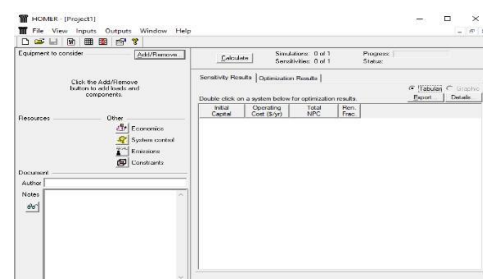 HOMER - [Project1]
File View Inputs Outputs Window Help
Equipment to consider
Add/Remove...
Click the Add/Remove
button to add loads and
components.
Resources
Other
Economics
System control
Emissions
Constraints
Document
Author
Notes
Calculate
Simulations: 0 of 1
Sensitivities: 0 of 1
Progress:
Status:
Sensitivity Results
Optimization Results
Tabular
Graphic
Double click on a system below for optimization results.
Export...
Details...
Initial
Capital
Operating
Cost ($/yr)
Total
NPC
Ren.
Frac.